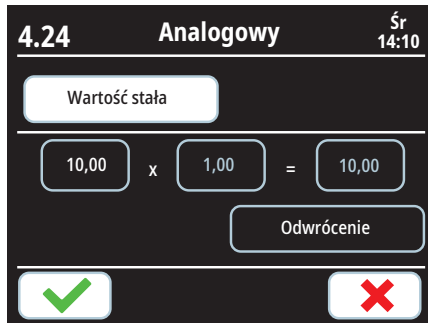 4.24 Analogowy Śr
14:10
Wartość stała
10,00 x 1,00 = 10,00
Odwrócenie